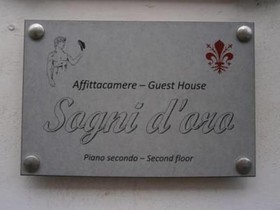 Affittacamere – Guest House
Sogni d'oro
Piano secondo – Second floor